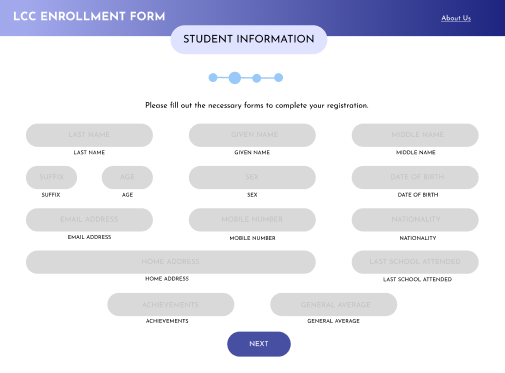 LCC ENROLLMENT FORM
About Us
STUDENT INFORMATION
Please fill out the necessary forms to complete your registration.
LAST NAME GIVEN NAME MIDDLE NAME
LAST NAME GIVEN NAME MIDDLE NAME
SUFFIX AGE SEX DATE OF BIRTH
SUFFIX AGE SEX DATE OF BIRTH
EMAIL ADDRESS MOBILE NUMBER NATIONALITY
EMAIL ADDRESS MOBILE NUMBER NATIONALITY
HOME ADDRESS LAST SCHOOL ATTENDED
HOME ADDRESS LAST SCHOOL ATTENDED
ACHIEVEMENTS GENERAL AVERAGE
ACHIEVEMENTS GENERAL AVERAGE
NEXT